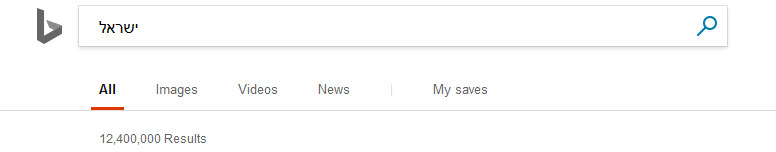 ישראל
All Images Videos News | My saves
12,400,000 Results